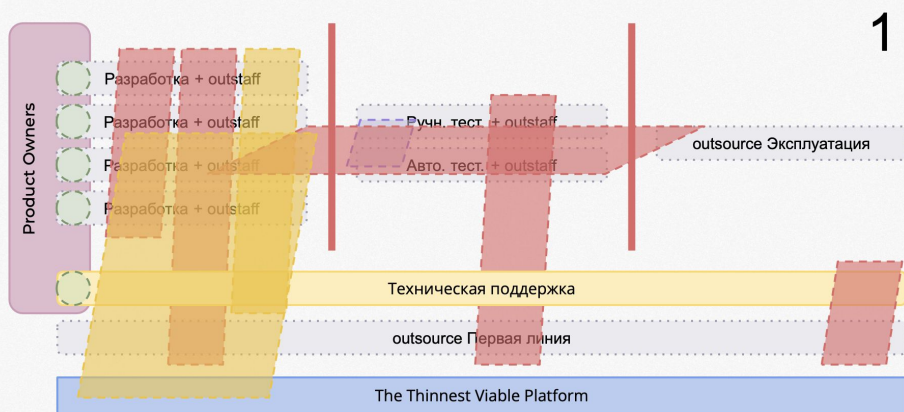 1
Product Owners
Разработка + outstaff
Разработка + outstaff
Ручн. тест. + outstaff
Разработка + outstaff
Авто. тест. + outstaff
outsource Эксплуатация
Разработка + outstaff
Техническая поддержка
outsource Первая линия
The Thinnest Viable Platform